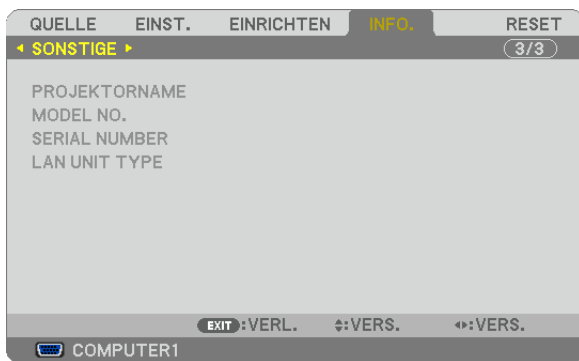 QUELLE EINST. EINRICHTEN INFO. RESET
SONSTIGE 3/3
PROJEKTORNAME
MODEL NO.
SERIAL NUMBER
LAN UNIT TYPE
EXIT :VERL. :VERS. :VERS.
COMPUTER1